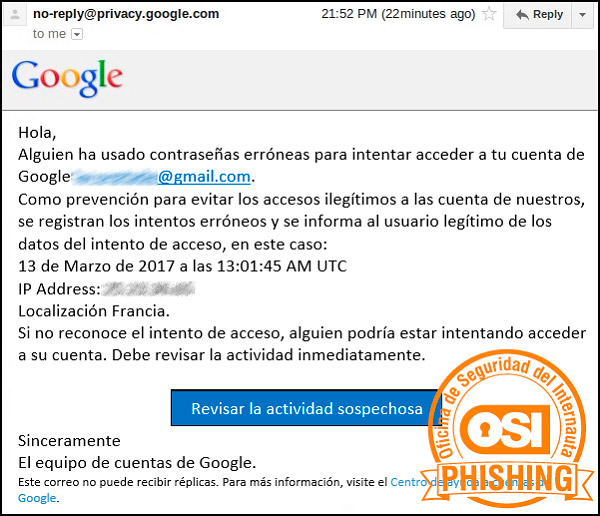 no-reply@privacy.google.com 21:52 PM (22minutes ago) Reply
to me
Google
Hola,
Alguien ha usado contraseñas erróneas para intentar acceder a tu cuenta de
Google @gmail.com.
Como prevención para evitar los accesos ilegítimos a las cuenta de nuestros,
se registran los intentos erróneos y se informa al usuario legítimo de los
datos del intento de acceso, en este caso:
13 de Marzo de 2017 a las 13:01:45 AM UTC
IP Address:
Localización Francia.
Si no reconoce el intento de acceso, alguien podría estar intentando acceder
a su cuenta. Debe revisar la actividad inmediatamente.
Revisar la actividad sospechosa
Sinceramente
El equipo de cuentas de Google.
Este correo no puede recibir réplicas. Para más información, visite el Centro de ayuda a cuentas de
Google.
Oficina de Seguridad del Internauta
OSI
PHISHING